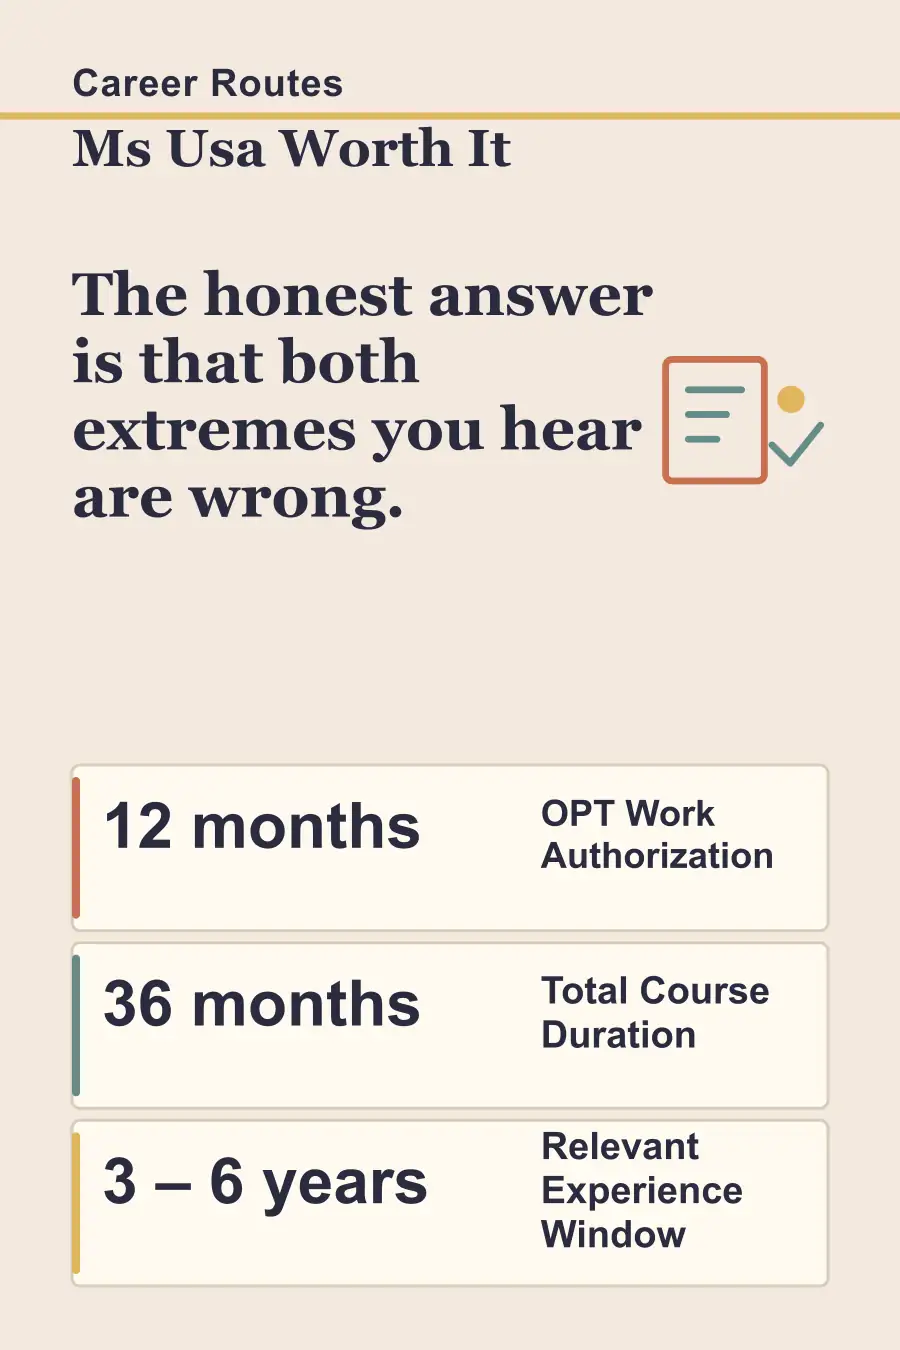 Career Routes
Ms Usa Worth It
The honest answer
is that both
extremes you hear
are wrong.
12 months
OPT Work
Authorization
36 months
Total Course
Duration
3 – 6 years
Relevant
Experience
Window